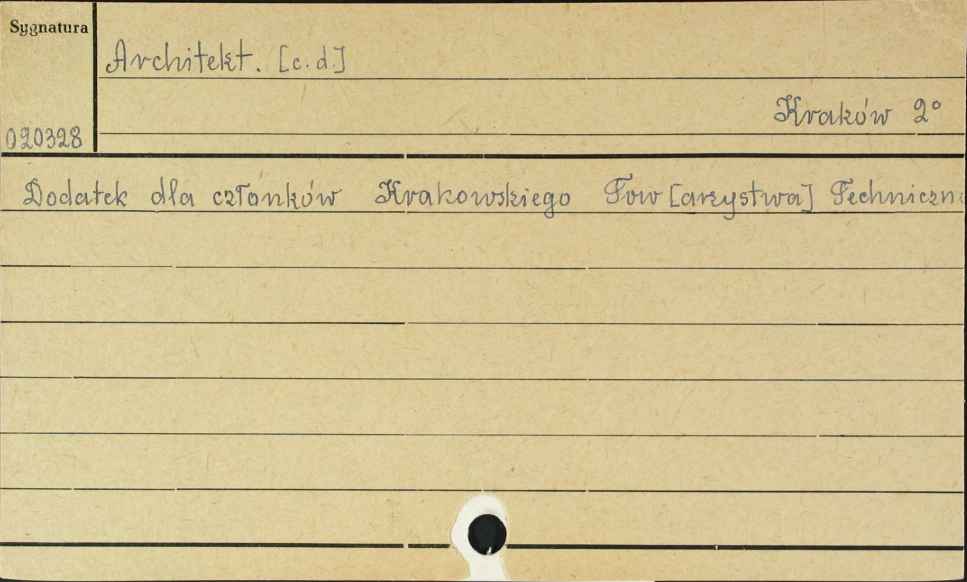 Sygnatura
Architekt. [c.d.]
Kraków 2°
020328
Dodatek dla członków Krakowskiego Tow[arzystwa] Techniczn